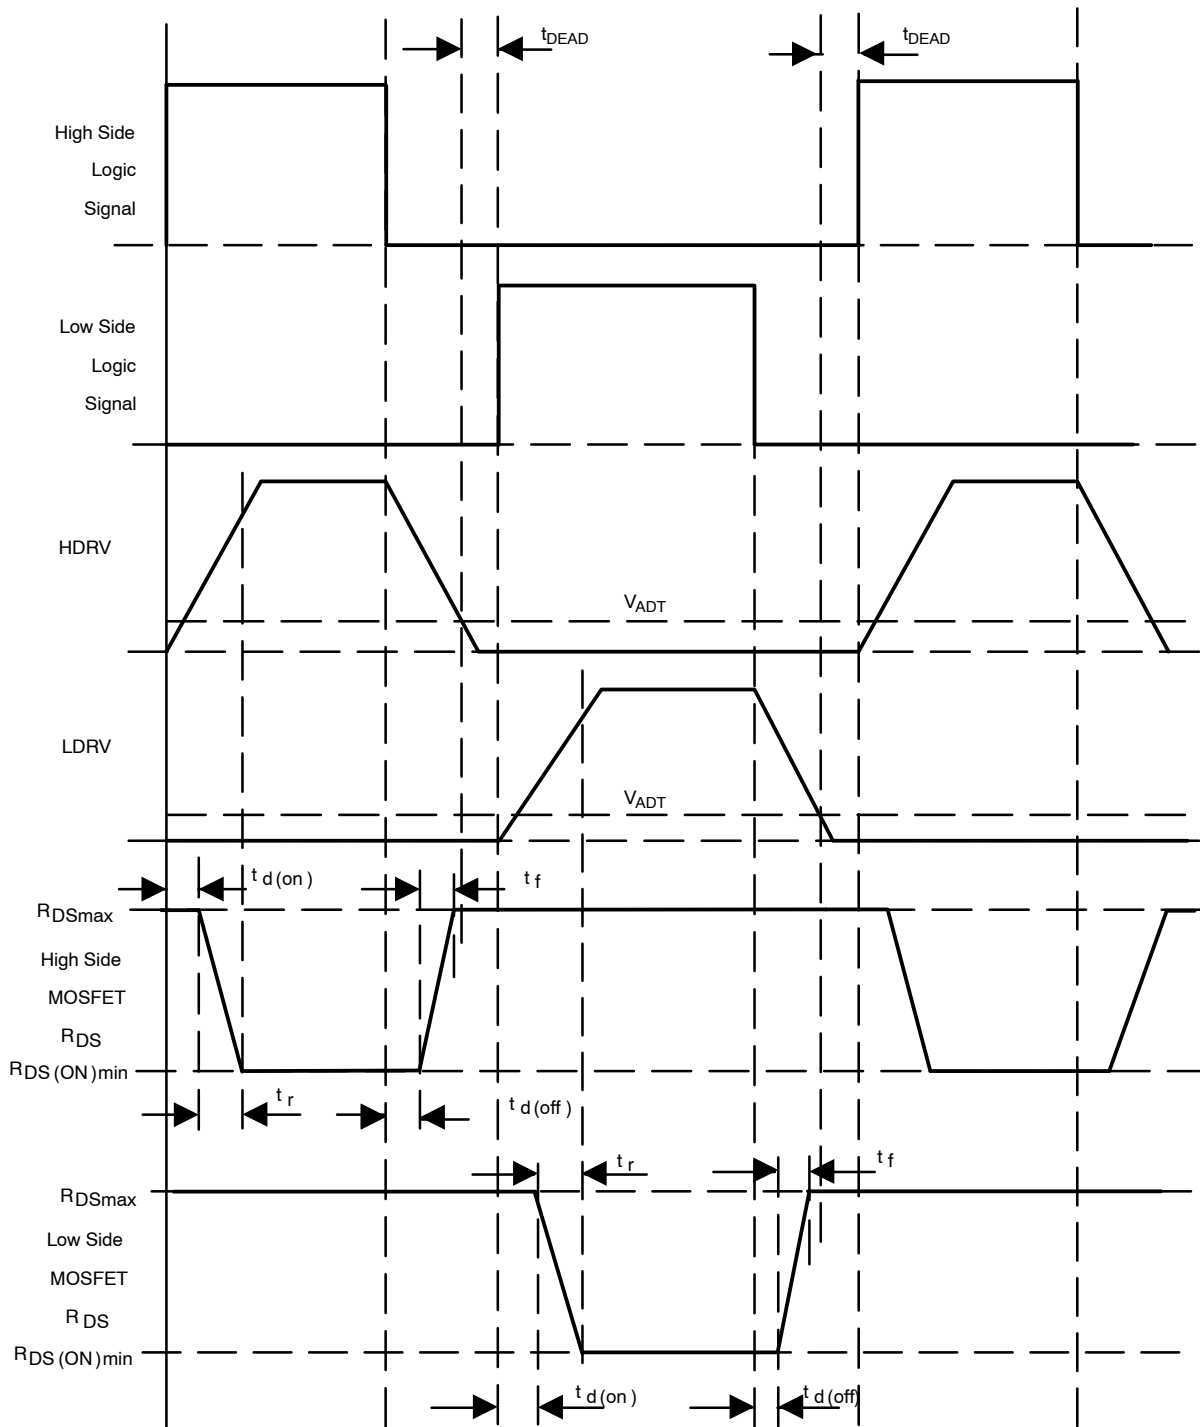 tDEAD
tDEAD
High Side
Logic
Signal
Low Side
Logic
Signal
HDRV
VADT
LDRV
VADT
t d(on)
t f
RDSmax
High Side
MOSFET
RDS
RDS(ON)min
t r
t d(off)
t r
t f
RDSmax
Low Side
MOSFET
RDS
RDS(ON)min
t d(on)
t d(off)